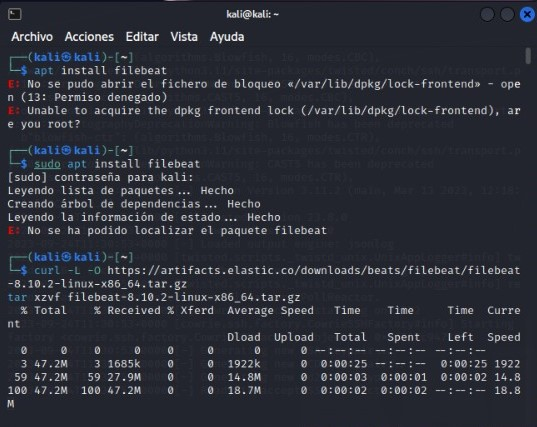 kali@kali: ~
Archivo Acciones Editar Vista Ayuda
┌──(kali㉿kali)-[~]
└─$ apt install filebeat
E: No se pudo abrir el fichero de bloqueo «/var/lib/dpkg/lock-frontend» - ope
n (13: Permiso denegado)
E: Unable to acquire the dpkg frontend lock (/var/lib/dpkg/lock-frontend), ar
e you root?
┌──(kali㉿kali)-[~]
└─$ sudo apt install filebeat
[sudo] contraseña para kali:
Leyendo lista de paquetes... Hecho
Creando árbol de dependencias... Hecho
Leyendo la información de estado... Hecho
E: No se ha podido localizar el paquete filebeat
┌──(kali㉿kali)-[~]
└─$ curl -L -O https://artifacts.elastic.co/downloads/beats/filebeat/filebeat
-8.10.2-linux-x86_64.tar.gz
tar xzvf filebeat-8.10.2-linux-x86_64.tar.gz
% Total % Received % Xferd Average Speed Time Time Time Curre
nt
Dload Upload Total Spent Left Speed
0 0 0 0 0 0 0 0 --:--:-- --:--:-- --:--:--
3 47.2M 3 1685k 0 0 1922k 0 0:00:25 --:--:-- 0:00:25 1922
59 47.2M 59 27.9M 0 0 14.8M 0 0:00:03 0:00:01 0:00:02 14.8
100 47.2M 100 47.2M 0 0 18.7M 0 0:00:02 0:00:02 --:--:-- 18.8
M